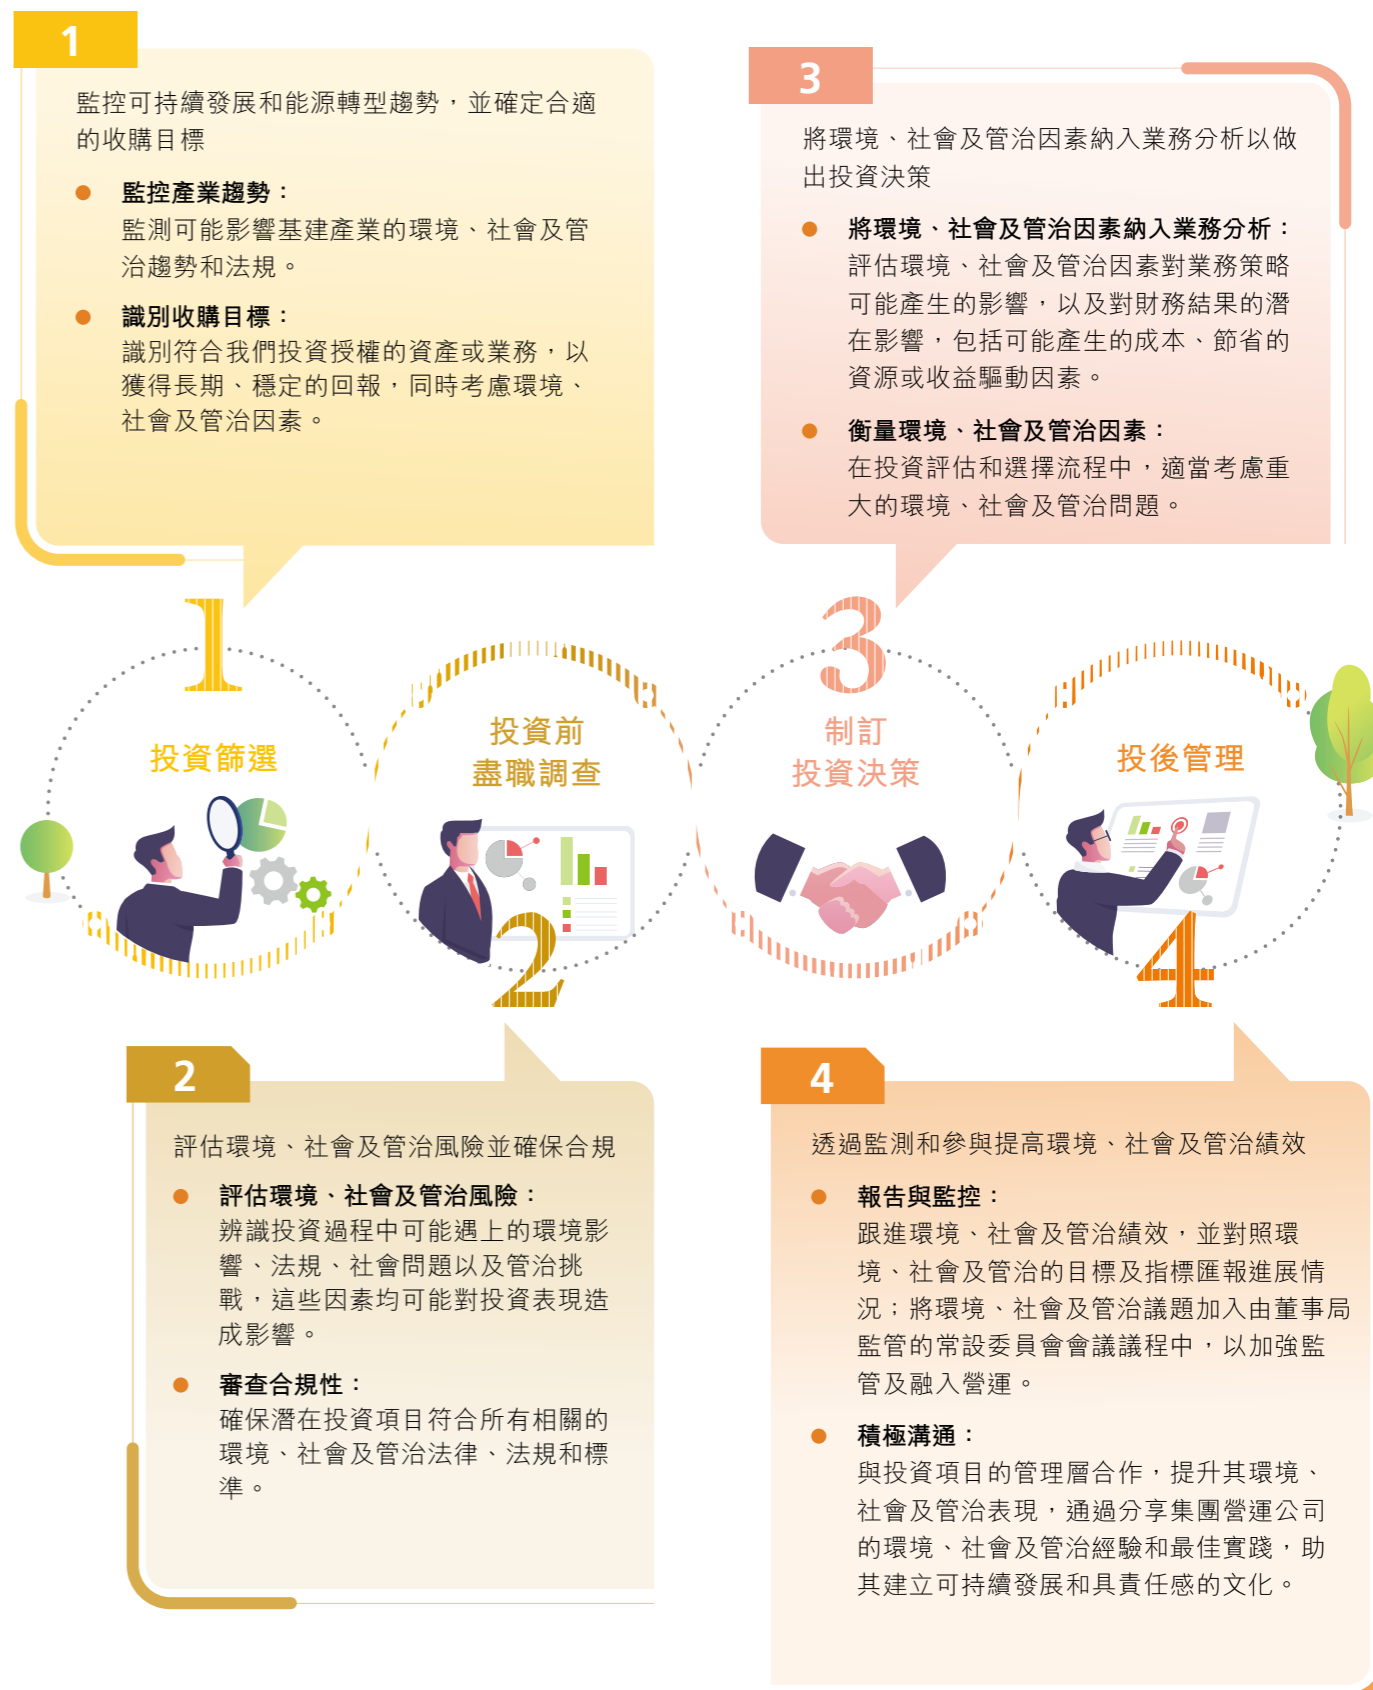 1
監控可持續發展和能源轉型趨勢，並確定合適
的收購目標
監控產業趨勢：
監測可能影響基建產業的環境、社會及管
治趨勢和法規。
識別收購目標：
識別符合我們投資授權的資產或業務，以
獲得長期、穩定的回報，同時考慮環境、
社會及管治因素。
3
將環境、社會及管治因素納入業務分析以做
出投資決策
將環境、社會及管治因素納入業務分析：
評估環境、社會及管治因素對業務策略
可能產生的影響，以及對財務結果的潛
在影響，包括可能產生的成本、節省的
資源或收益驅動因素。
衡量環境、社會及管治因素：
在投資評估和選擇流程中，適當考慮重
大的環境、社會及管治問題。
1
投資篩選
投資前
盡職調查
2
3
制訂
投資決策
投後管理
4
2
評估環境、社會及管治風險並確保合規
評估環境、社會及管治風險：
辨識投資過程中可能遇上的環境影
響、法規、社會問題以及管治挑
戰，這些因素均可能對投資表現造
成影響。
審查合規性：
確保潛在投資項目符合所有相關的
環境、社會及管治法律、法規和標
準。
4
透過監測和參與提高環境、社會及管治績效
報告與監控：
跟進環境、社會及管治績效，並對照環
境、社會及管治的目標及指標匯報進展情
況；將環境、社會及管治議題加入由董事局
監管的常設委員會會議議程中，以加強監
管及融入營運。
積極溝通：
與投資項目的管理層合作，提升其環境、
社會及管治表現，通過分享集團營運公司
的環境、社會及管治經驗和最佳實踐，助
其建立可持續發展和具責任感的文化。